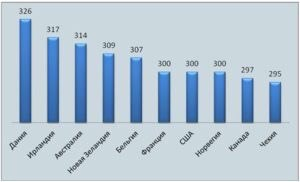 326
317
314
309
307
300
300
300
297
295
Дания
Ирландия
Австралия
Новая Зеландия
Бельгия
Франция
США
Норвегия
Канада
Чехия